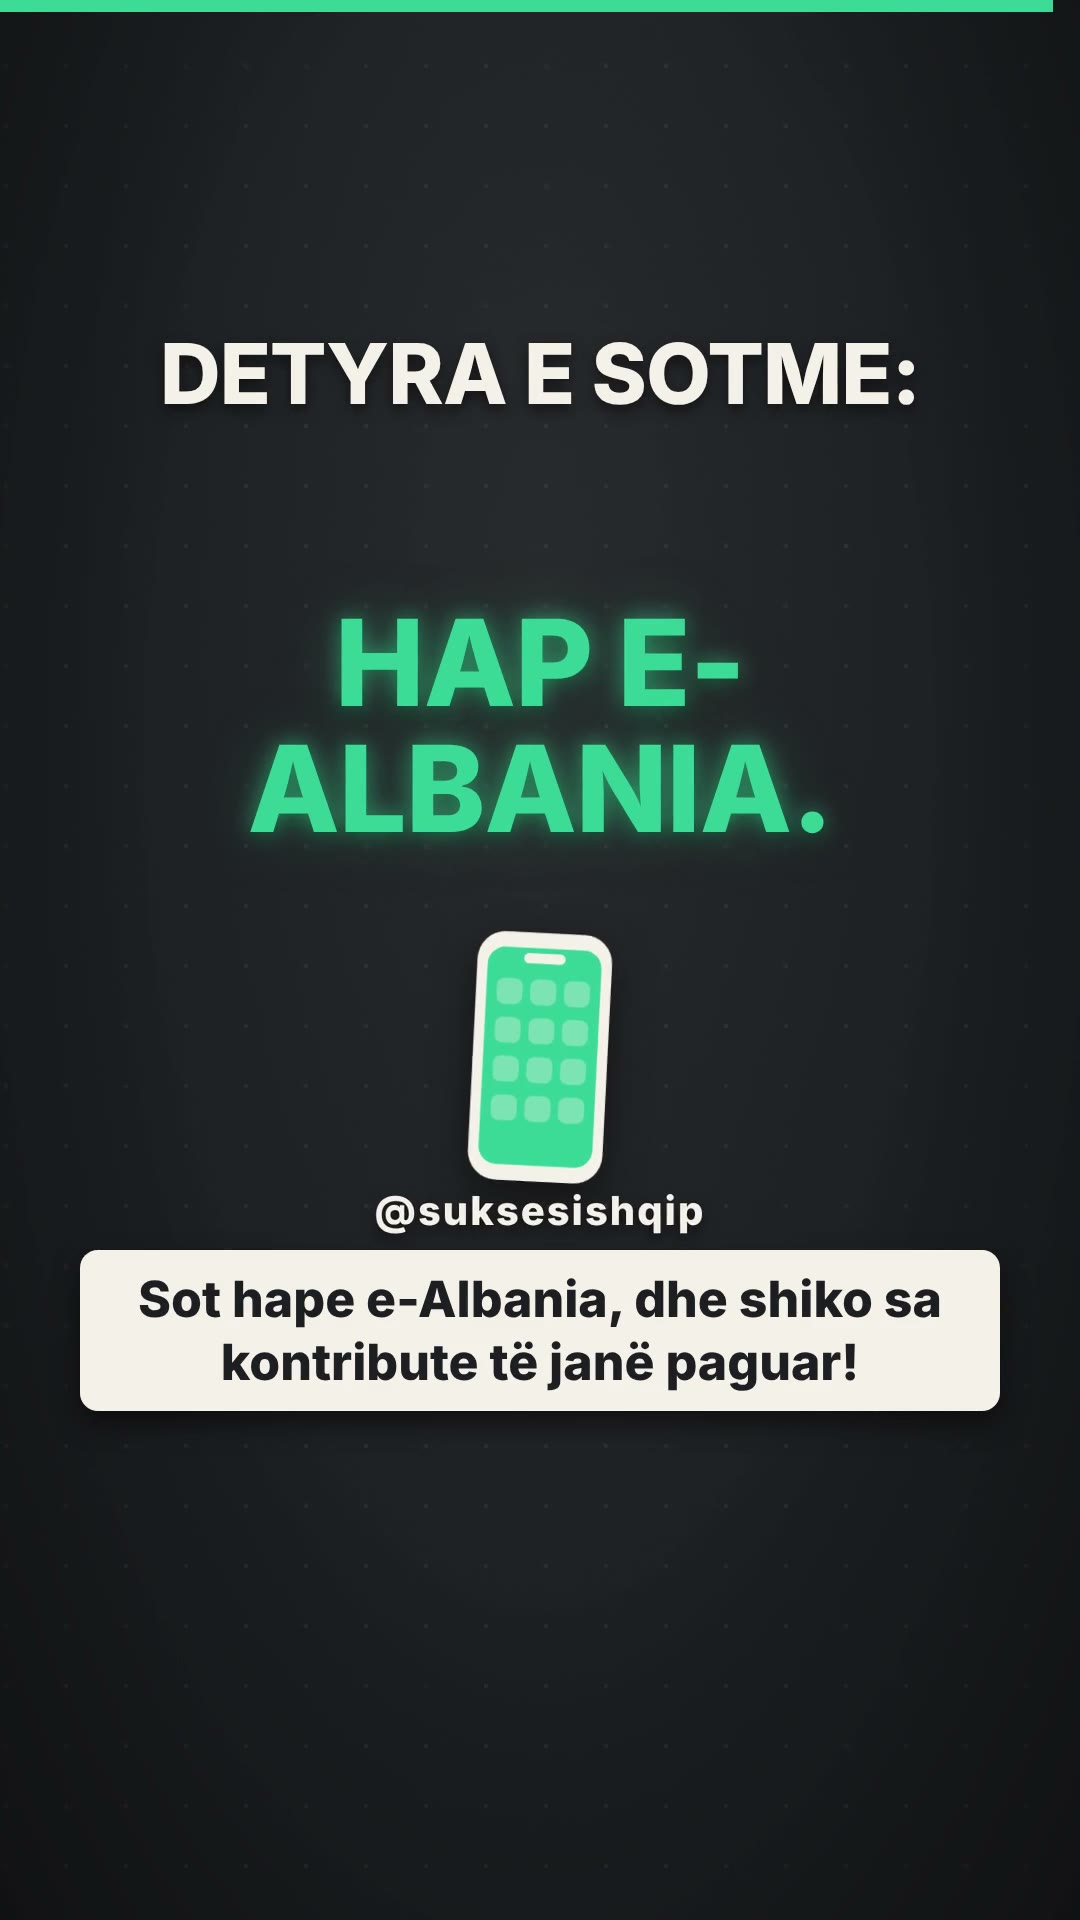 DETYRA E SOTME:
HAP E-
ALBANIA.
@suksesishqip
Sot hape e-Albania, dhe shiko sa
kontribute të janë paguar!